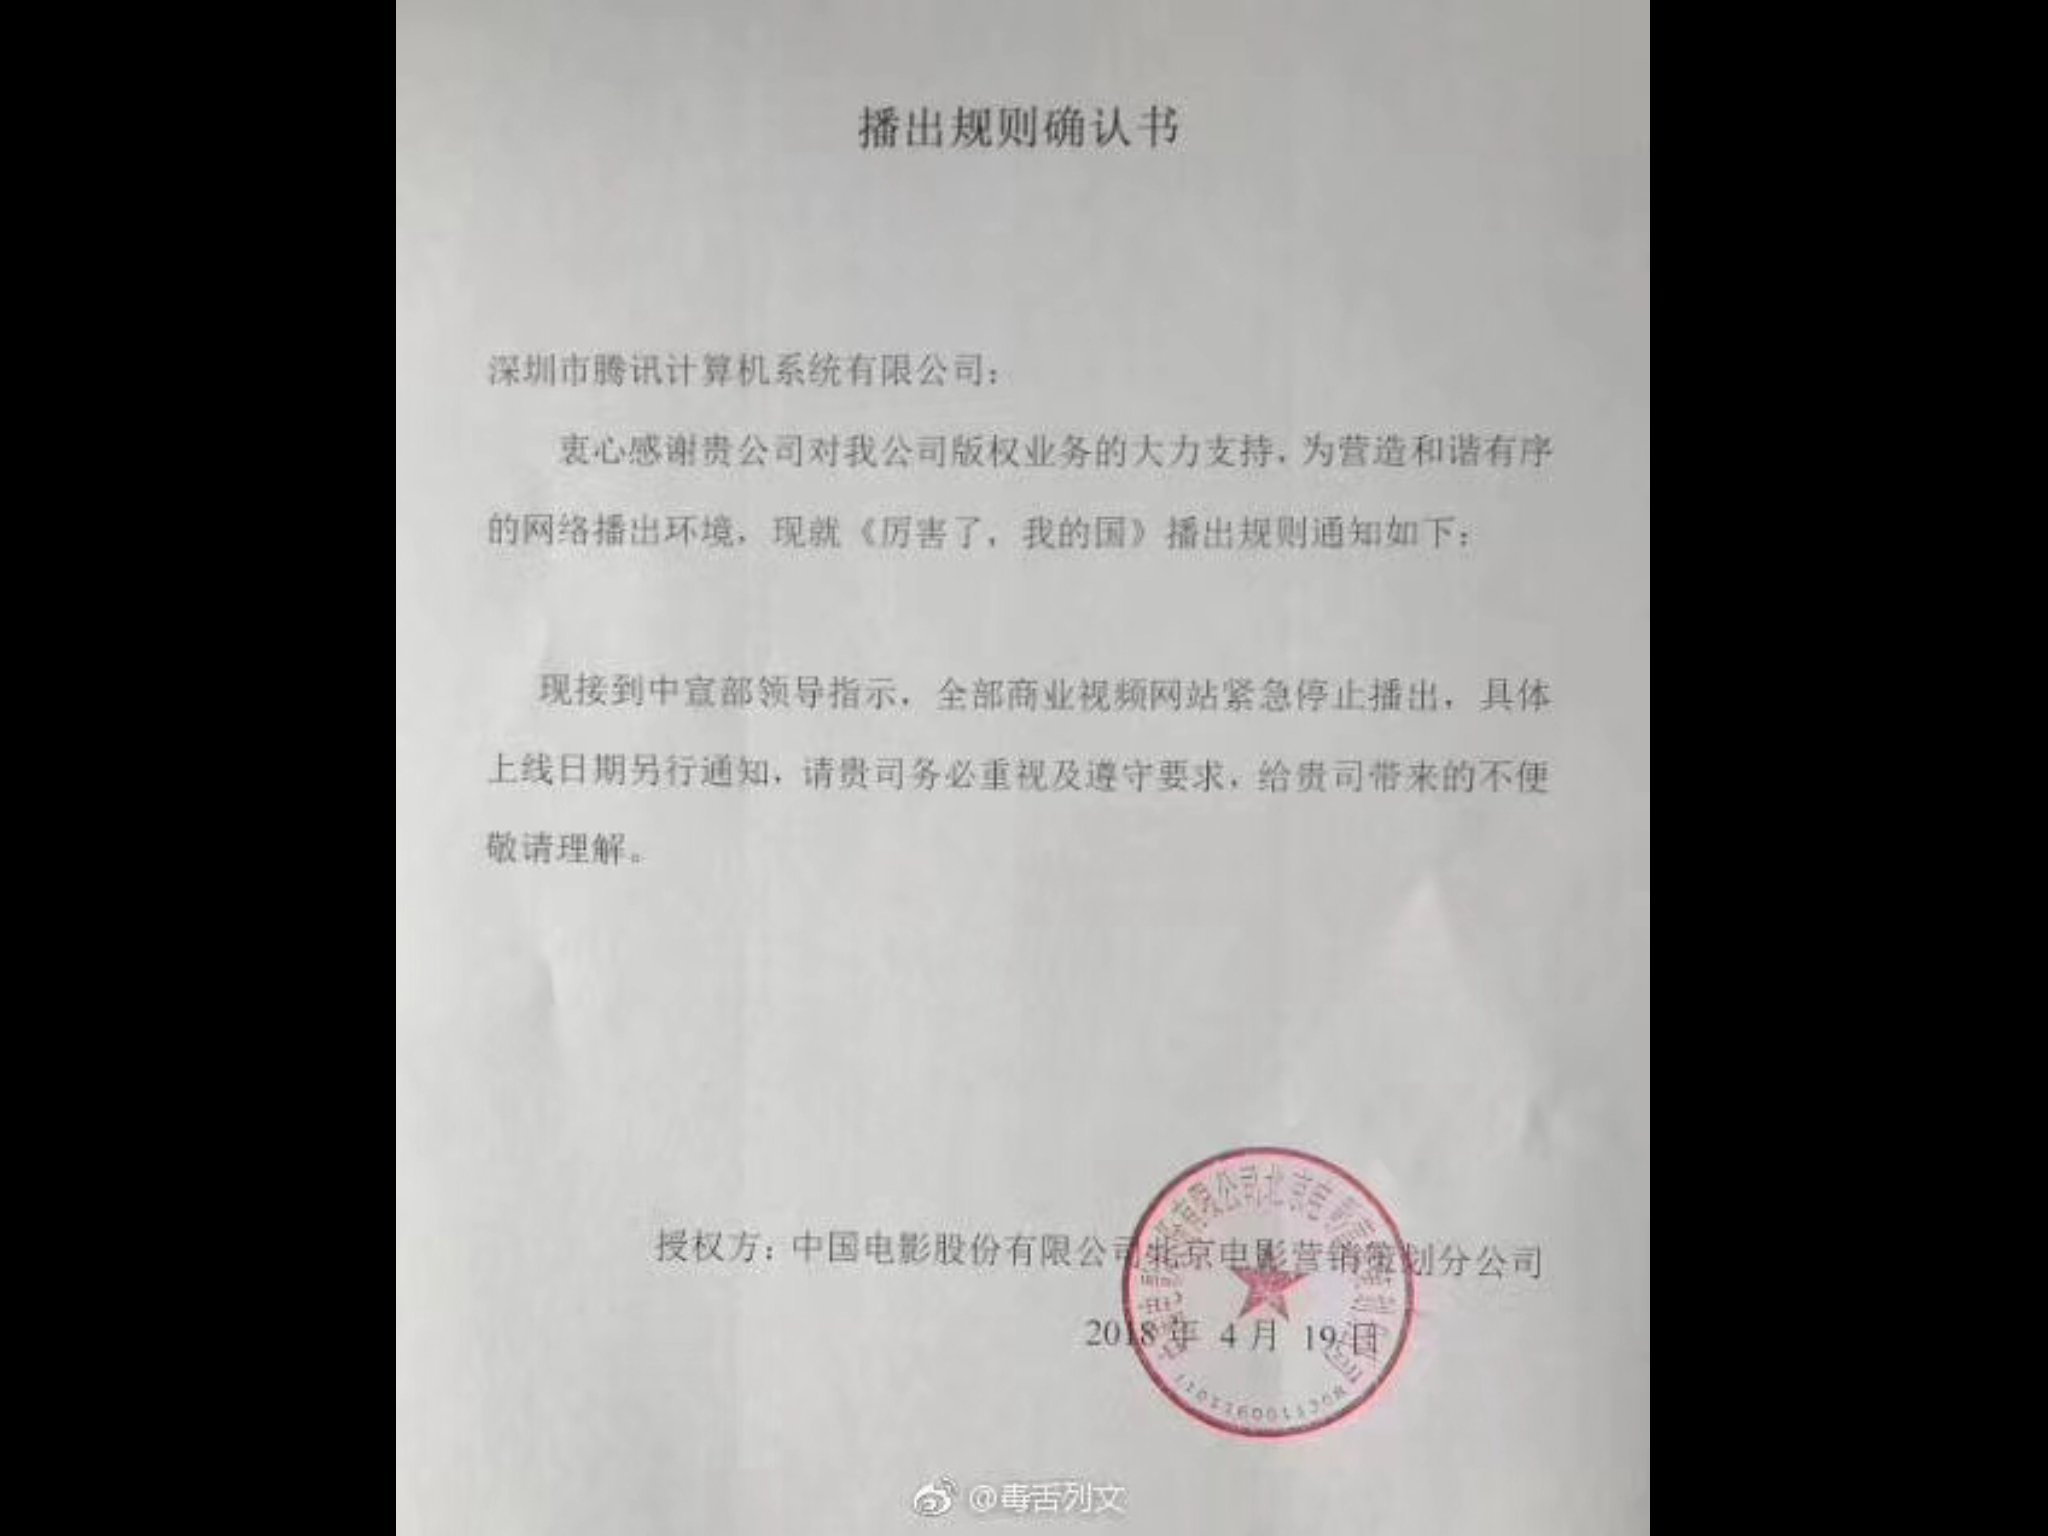 播出规则确认书
深圳市腾讯计算机系统有限公司：
衷心感谢贵公司对我公司版权业务的大力支持，为营造和谐有序
的网络播出环境，现就《厉害了，我的国》播出规则通知如下：
现接到中宣部领导指示，全部商业视频网站紧急停止播出，具体
上线日期另行通知，请贵司务必重视及遵守要求，给贵司带来的不便
敬请理解。
授权方：中国电影股份有限公司北京电影营销策划分公司
2018 年 4 月 19 日
@毒舌列文